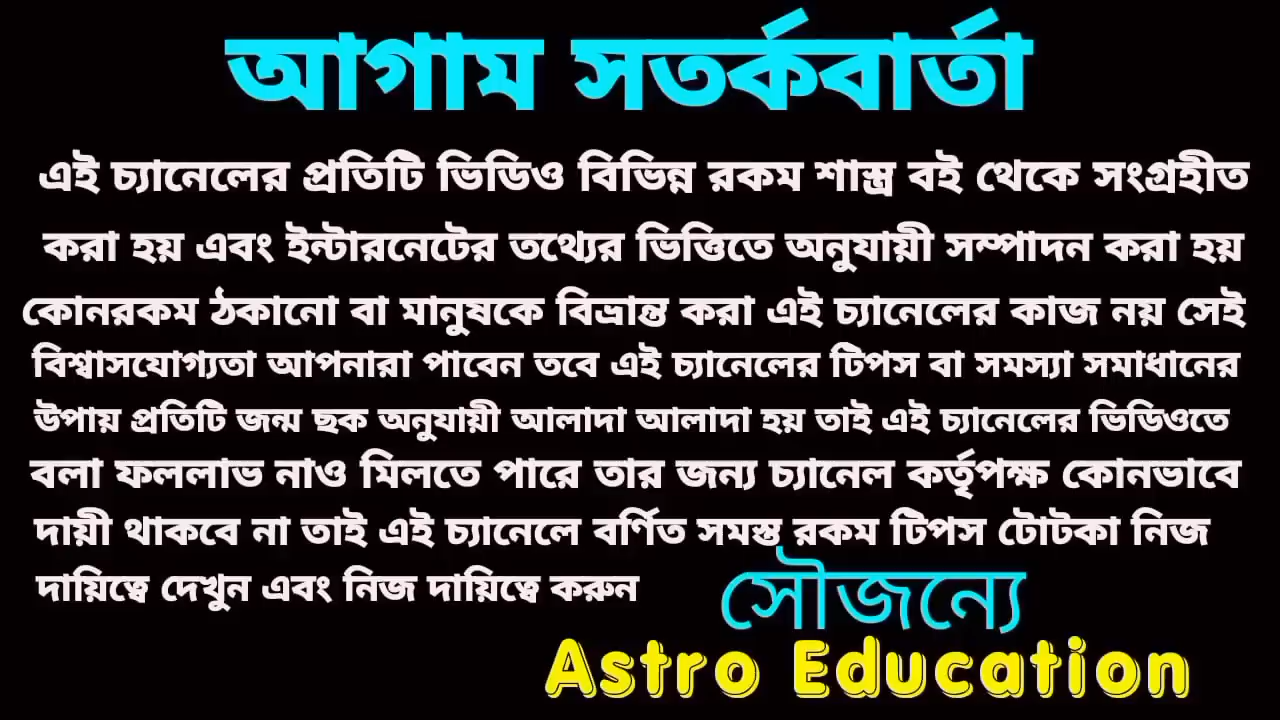 আগাম সতর্কবার্তা
এই চ্যানেলের প্রতিটি ভিডিও বিভিন্ন রকম শাস্ত্র বই থেকে সংগ্রহীত
করা হয় এবং ইন্টারনেটের তথ্যের ভিত্তিতে অনুযায়ী সম্পাদন করা হয়
কোনরকম ঠকানো বা মানুষকে বিভ্রান্ত করা এই চ্যানেলের কাজ নয় সেই
বিশ্বাসযোগ্যতা আপনারা পাবেন তবে এই চ্যানেলের টিপস বা সমস্যা সমাধানের
উপায় প্রতিটি জন্ম ছক অনুযায়ী আলাদা আলাদা হয় তাই এই চ্যানেলের ভিডিওতে
বলা ফললাভ নাও মিলতে পারে তার জন্য চ্যানেল কর্তৃপক্ষ কোনভাবে
দায়ী থাকবে না তাই এই চ্যানেলে বর্ণিত সমস্ত রকম টিপস টোটকা নিজ
দায়িত্বে দেখুন এবং নিজ দায়িত্বে করুন
সৌজন্যে
Astro Education